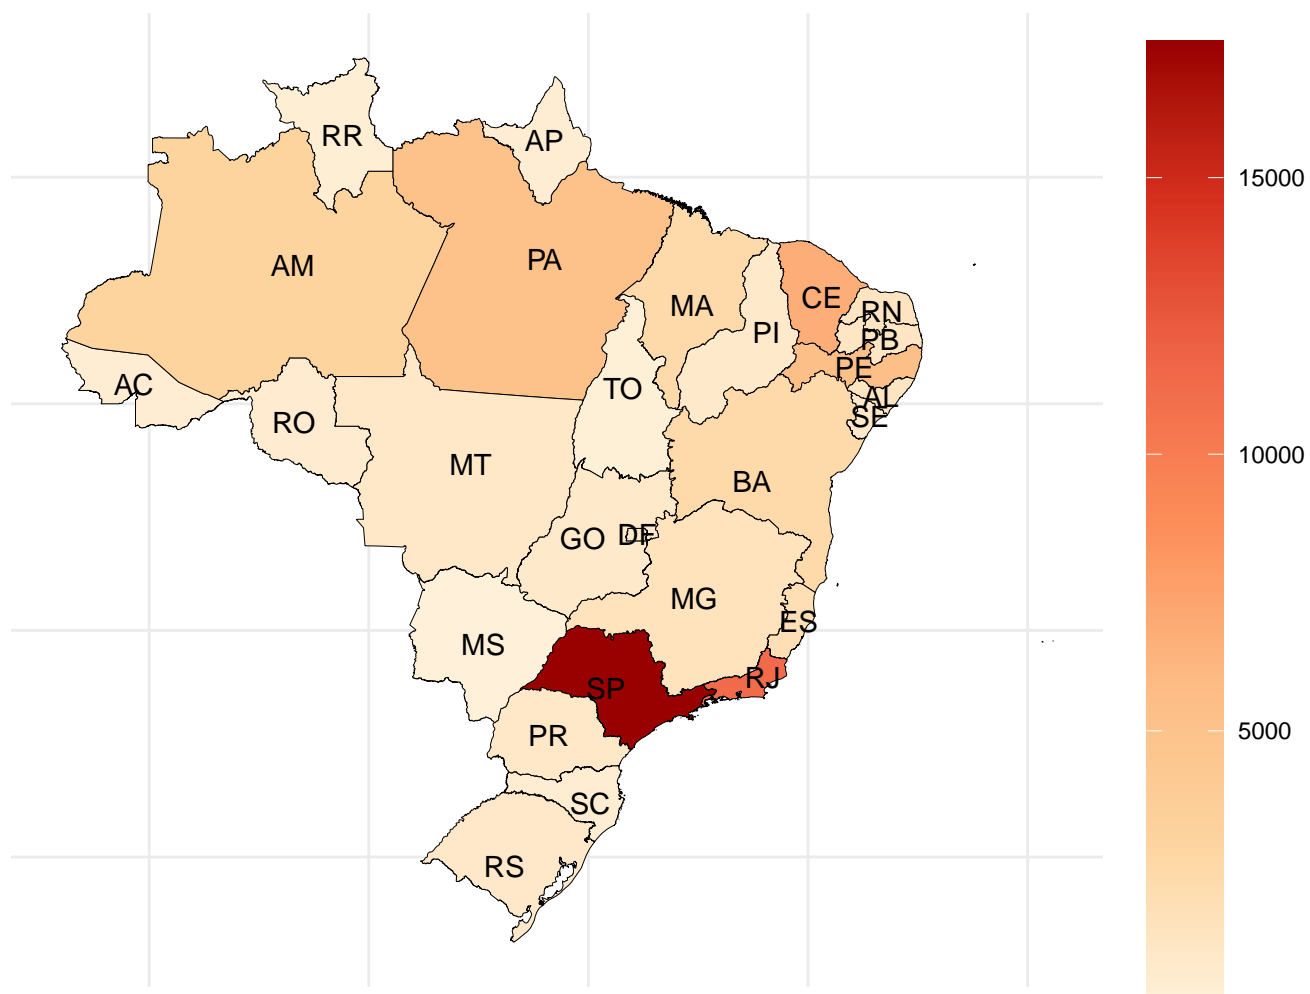 RR
AP
15000
PA
AM
CE
MA
RN
PI
PB
PE
AC
TO
AL
SE
RO
MT
10000
BA
GO
DF
MG
ES
MS
RJ
SP
5000
PR
SC
RS